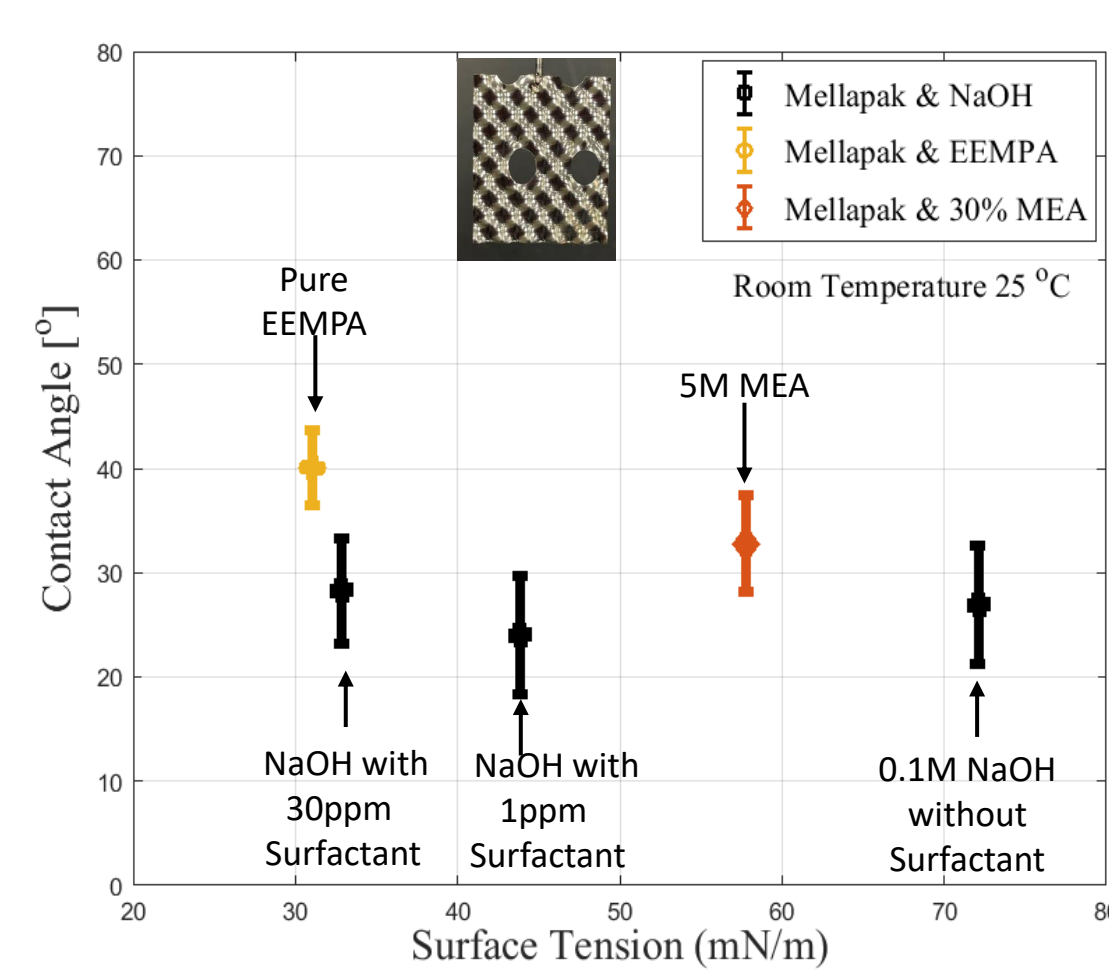 80
70
60
50
40
30
20
10
0
Contact Angle [°]
Mellapak & NaOH
Mellapak & EEMPA
Mellapak & 30% MEA
Room Temperature 25 °C
Pure
EEMPA
5M MEA
NaOH with
30ppm
Surfactant
NaOH with
1ppm
Surfactant
0.1M NaOH
without
Surfactant
20
30
40
50
60
70
Surface Tension (mN/m)